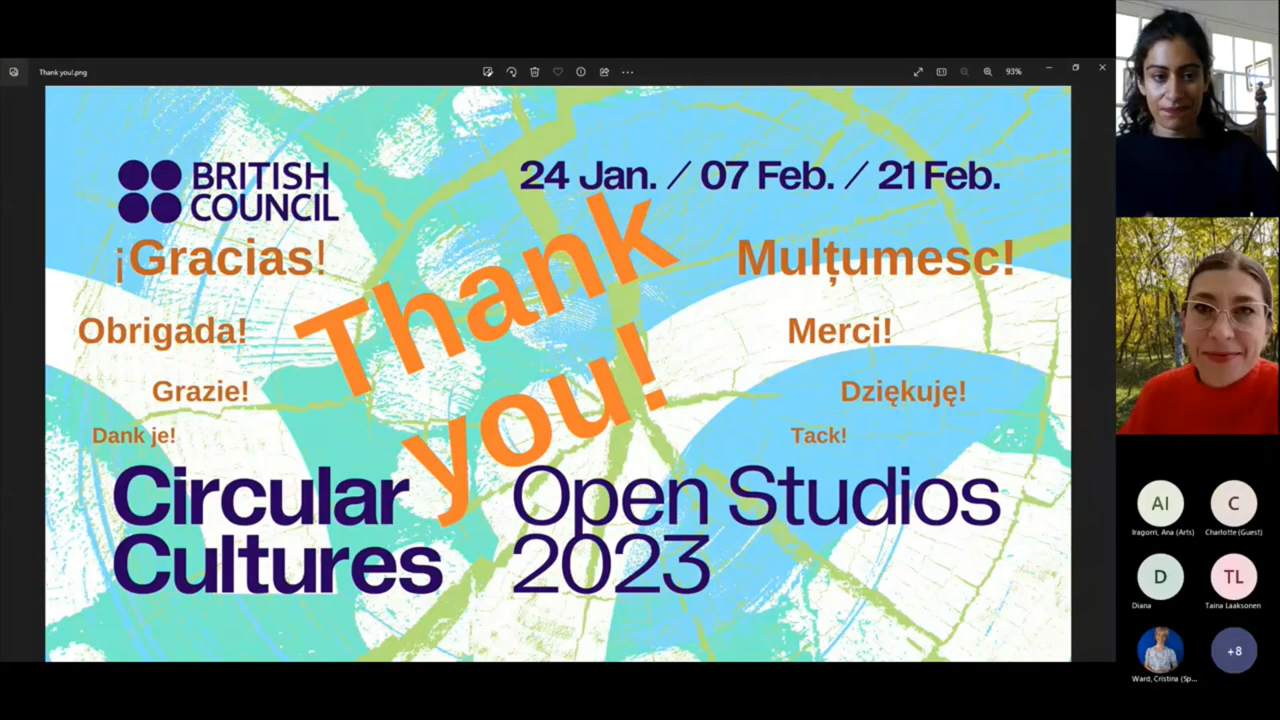 Thank you!.png
93%
BRITISH
COUNCIL
24 Jan. / 07 Feb. / 21 Feb.
Thank
you!
¡Gracias!
Mulțumesc!
Obrigada!
Merci!
Grazie!
Dziękuję!
Dank je!
Tack!
Circular
Cultures
Open Studios
2023
AI
C
Iragorri, Ana (Arts)
Charlotte (Guest)
D
TL
Diana
Taina Laaksonen
+8
Ward, Cristina (Sp...